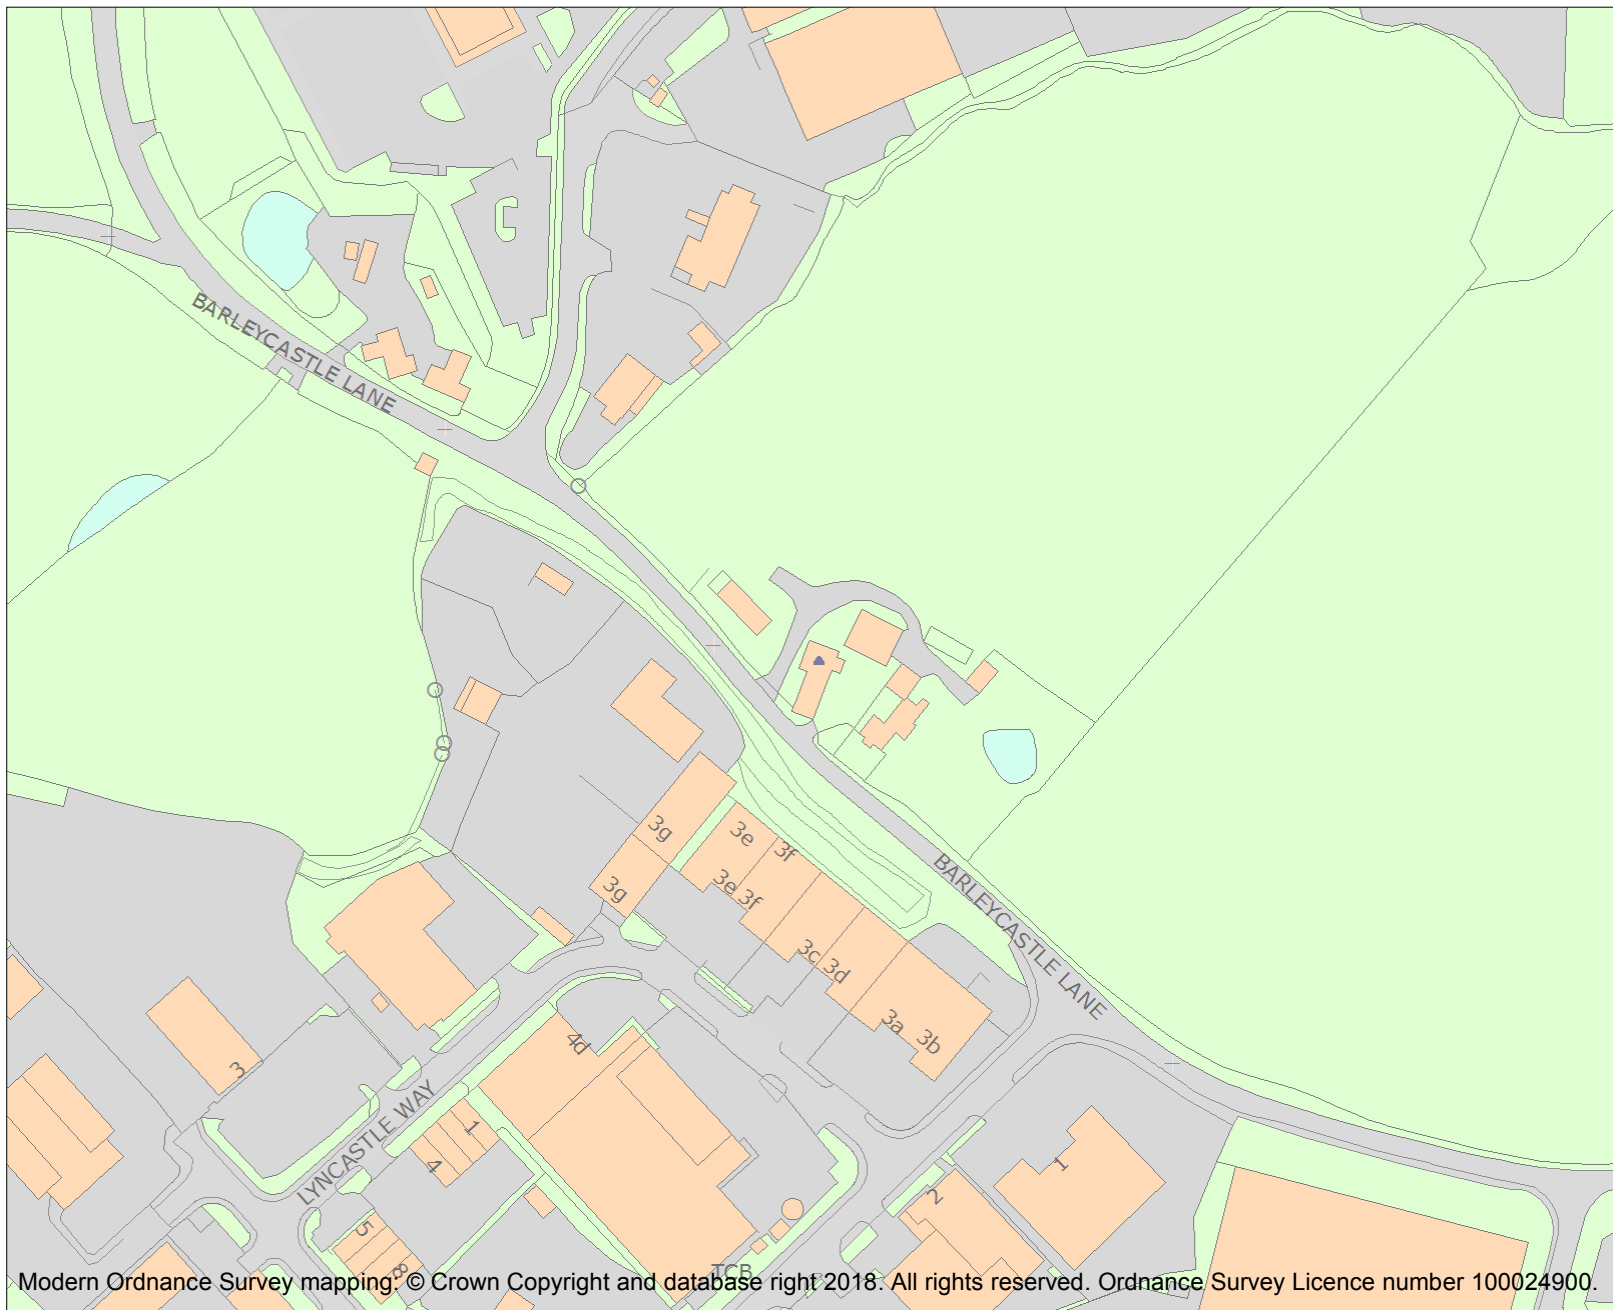 BARLEYCASTLE LANE
3g
3e
3f
3g
3e
3f
BARLEYCASTLE LANE
3c
3d
3a
3b
4d
3
LYNCASTLE WAY
1
4
1
2
5
8
TCB
Modern Ordnance Survey mapping: © Crown Copyright and database right 2018. All rights reserved. Ordnance Survey Licence number 100024900.